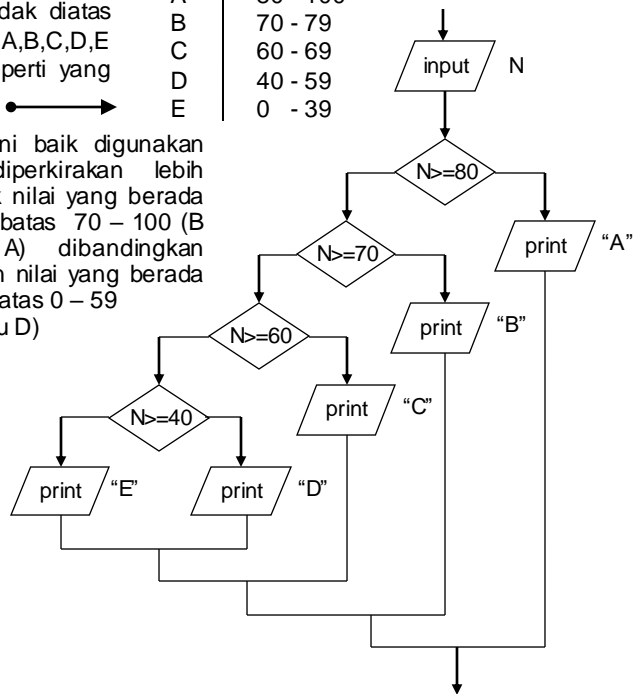 dak diatas
A,B,C,D,E
perti yang
B 70 - 79
C 60 - 69
D 40 - 59
E 0 - 39
ni baik digunakan
diperkirakan lebih
nilai yang berada
batas 70 – 100 (B
A) dibandingkan
nilai yang berada
atas 0 – 59
u D)
input N
N>=80
print “A”
N>=70
print “B”
N>=60
print “C”
N>=40
print “E”
print “D”